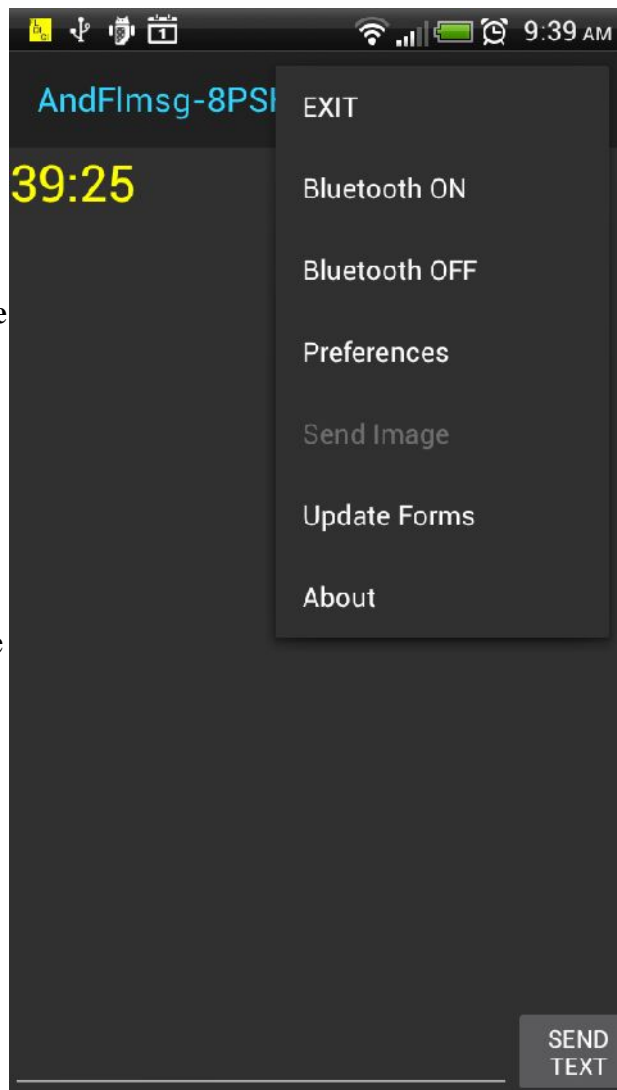 9:39 AM
AndFlmsg-8PS
EXIT
39:25
Bluetooth ON
Bluetooth OFF
e
Preferences
Send Image
Update Forms
About
e
SEND
TEXT